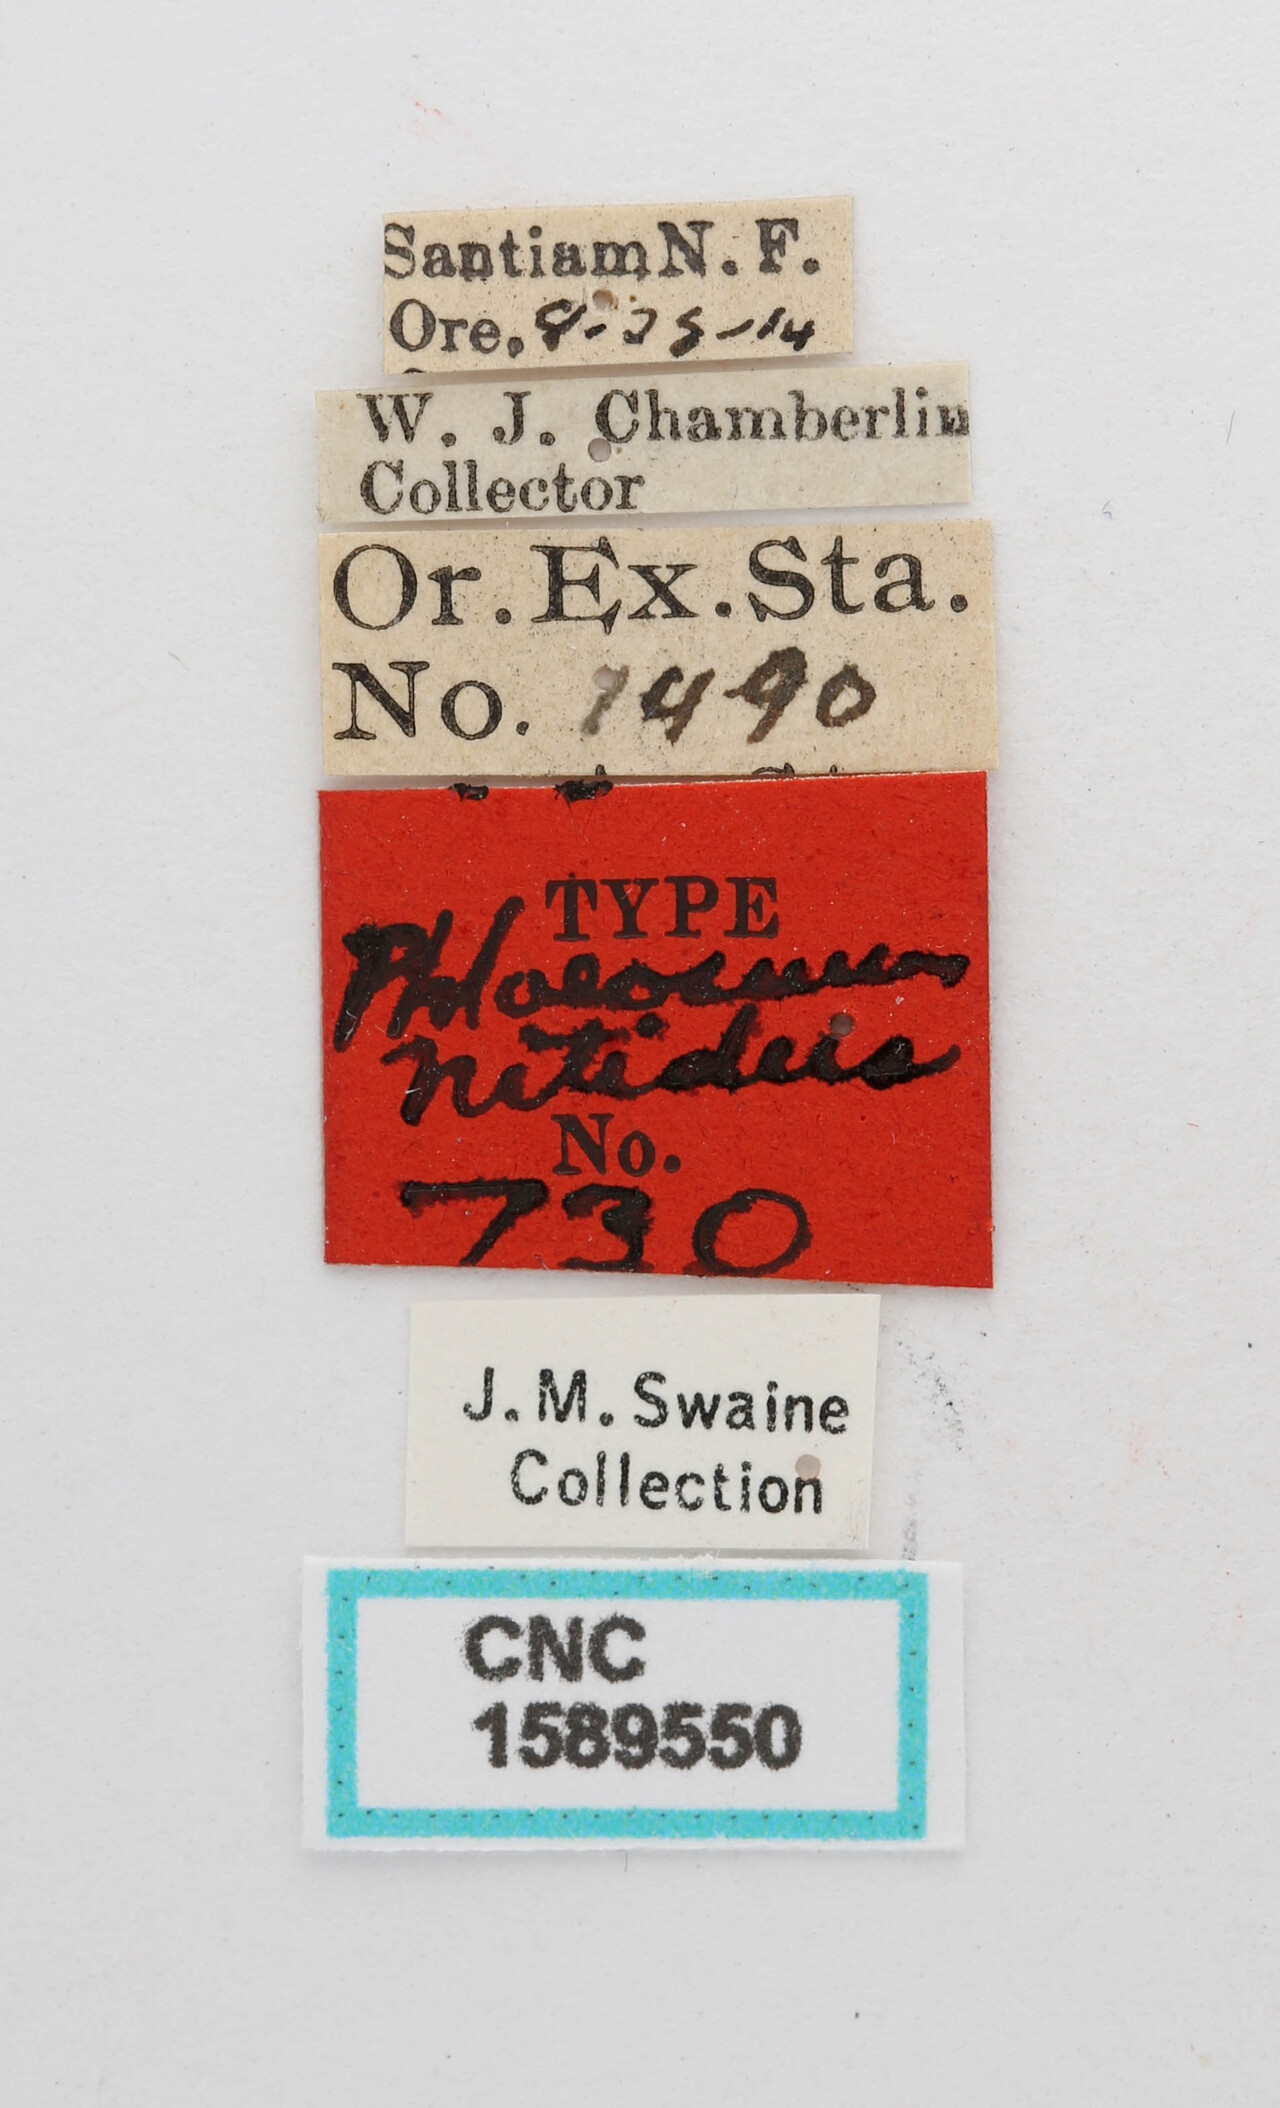 Santiam N. F.
Ore, 8-25-14
W. J. Chamberlin
Collector
Or. Ex. Sta.
No. 1490
TYPE
Phloeosinus
nitidus
No.
730
J. M. Swaine
Collection
CNC
1589550